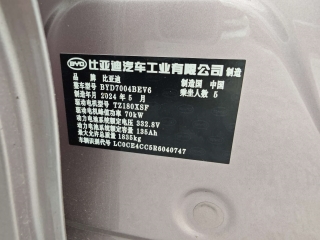 BYD 比亚迪汽车工业有限公司 制造
品 牌 比亚迪 制造国 中国
整车型号 BYD7004BEV6 乘坐人数 5
制造年月 2024 年 5 月
驱动电机型号 TZ180XSF
驱动电机峰值功率 70kW
动力电池系统额定电压 332.8V
动力电池系统额定容量 135Ah
最大允许总质量 1835kg
车辆识别代号 LC0CE4CC5R6040747